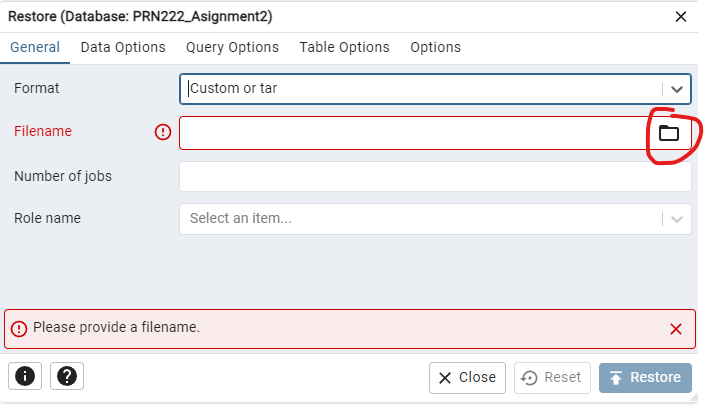 Restore (Database: PRN222_Asignment2)
General Data Options Query Options Table Options Options
Format Custom or tar
Filename
Number of jobs
Role name Select an item...
Please provide a filename.
Close Reset Restore